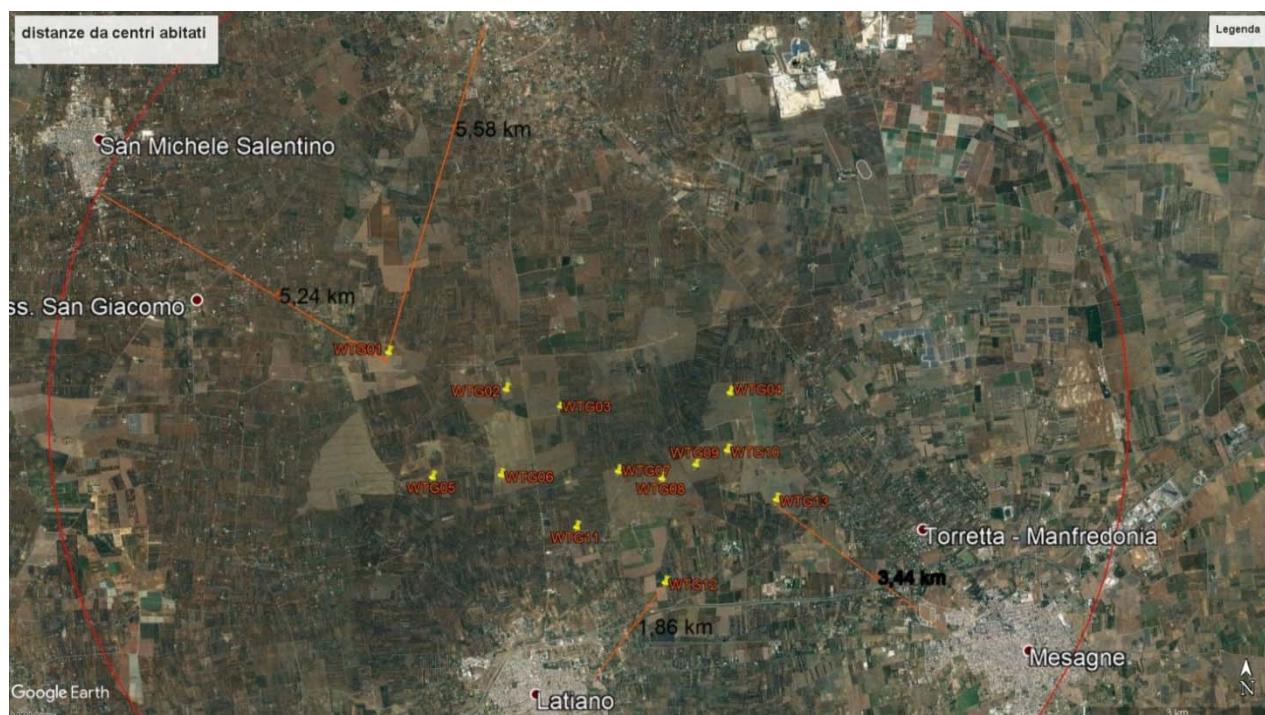 distanze da centri abitati
Legenda
5,58 km
San Michele Salentino
5,24 km
ss. San Giacomo
WTG01
WTG02
WTG03
WTG04
WTG09
WTG10
WTG05
WTG06
WTG07
WTG08
WTG13
WTG11
Torretta - Manfredonia
WTG12
3,44 km
1,86 km
Mesagne
Google Earth
Latiano
N
3 km